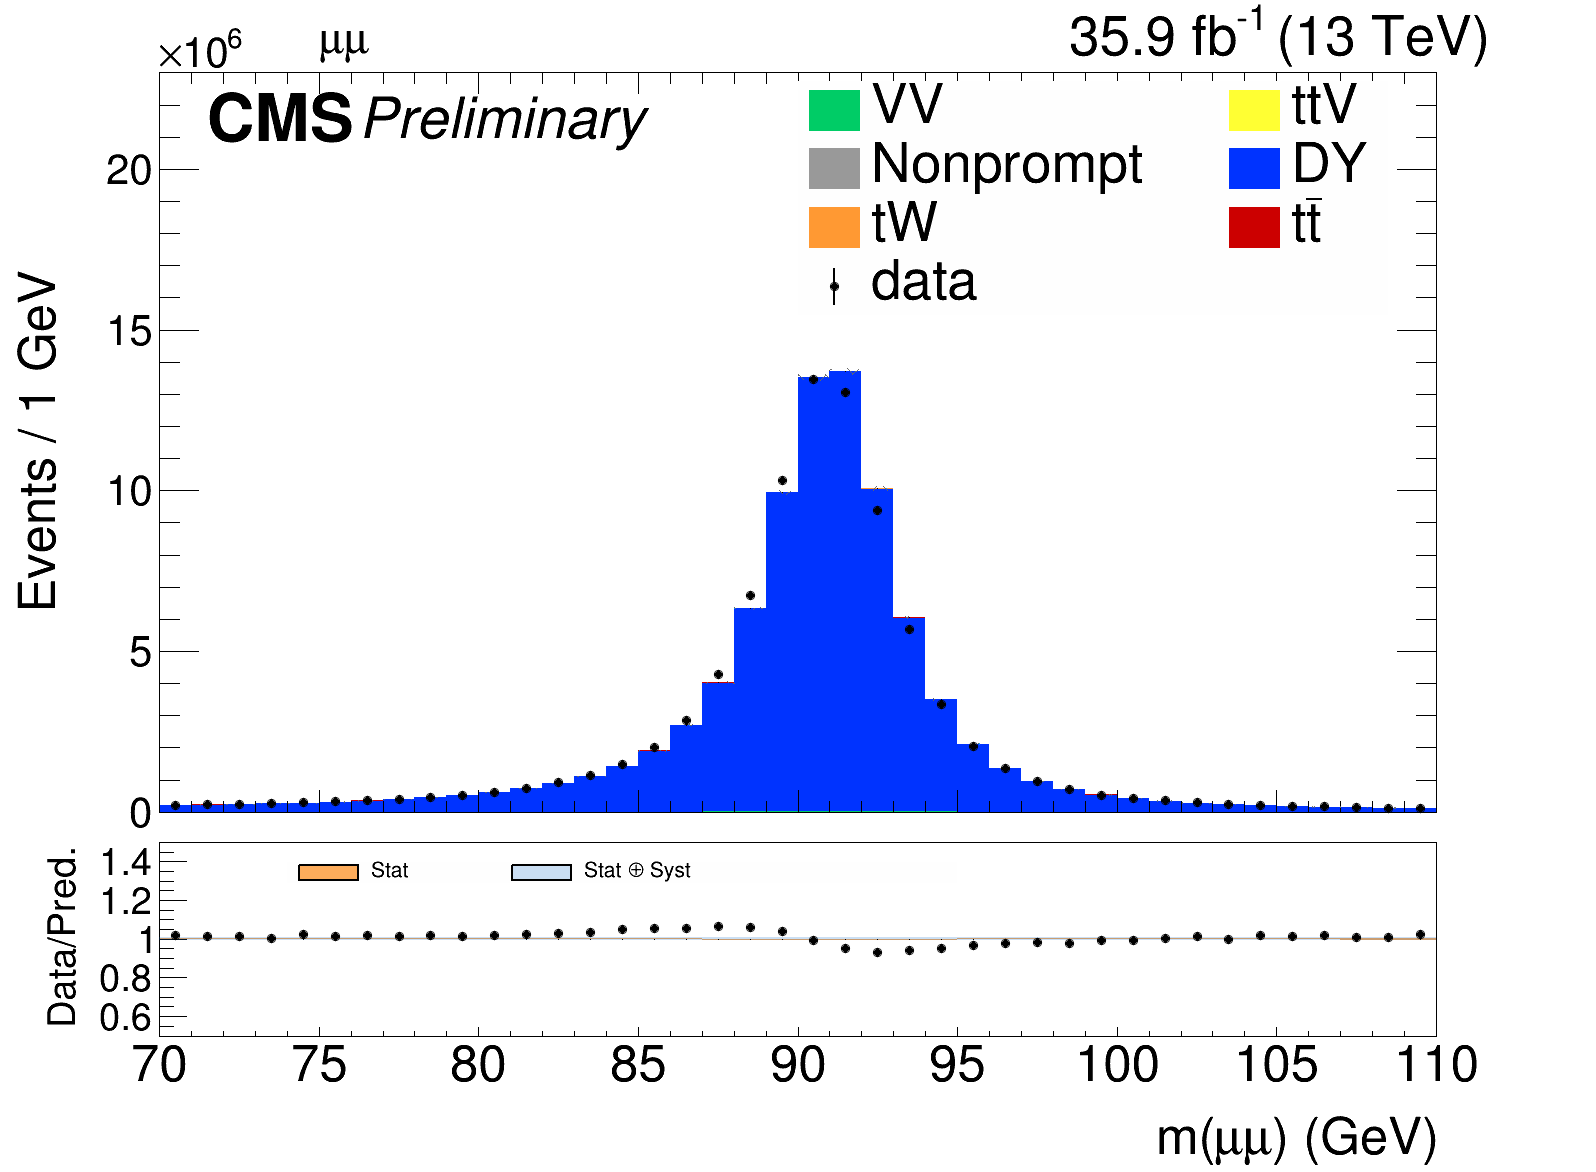 ×10⁶ μμ 35.9 fb⁻¹ (13 TeV)
CMS Preliminary
VV ttV
Nonprompt DY
tW tt̄
data
Events / 1 GeV
20
15
10
5
0
Data/Pred.
Stat Stat ⊕ Syst
1.4
1.2
1
0.8
0.6
70 75 80 85 90 95 100 105 110
m(μμ) (GeV)